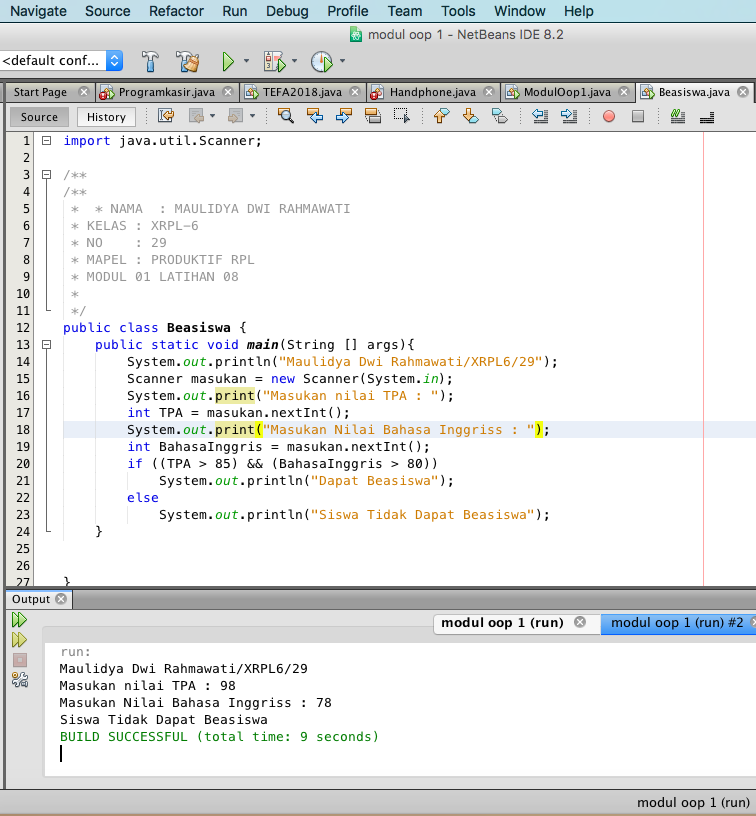 Navigate Source Refactor Run Debug Profile Team Tools Window Help
modul oop 1 - NetBeans IDE 8.2
<default conf...
Start Page Programkasir.java TEFA2018.java Handphone.java ModulOop1.java Beasiswa.java
Source History
1 import java.util.Scanner;
2
3 /**
4 /**
5 * * NAMA : MAULIDYA DWI RAHMAWATI
6 * KELAS : XRPL-6
7 * NO : 29
8 * MAPEL : PRODUKTIF RPL
9 * MODUL 01 LATIHAN 08
10 *
11 */
12 public class Beasiswa {
13 public static void main(String [] args){
14 System.out.println("Maulidya Dwi Rahmawati/XRPL6/29");
15 Scanner masukan = new Scanner(System.in);
16 System.out.print("Masukan nilai TPA : ");
17 int TPA = masukan.nextInt();
18 System.out.print("Masukan Nilai Bahasa Inggriss : ");
19 int BahasaInggris = masukan.nextInt();
20 if ((TPA > 85) && (BahasaInggris > 80))
21 System.out.println("Dapat Beasiswa");
22 else
23 System.out.println("Siswa Tidak Dapat Beasiswa");
24 }
25
26
27 }
Output
modul oop 1 (run) modul oop 1 (run) #2
run:
Maulidya Dwi Rahmawati/XRPL6/29
Masukan nilai TPA : 98
Masukan Nilai Bahasa Inggriss : 78
Siswa Tidak Dapat Beasiswa
BUILD SUCCESSFUL (total time: 9 seconds)
modul oop 1 (run)